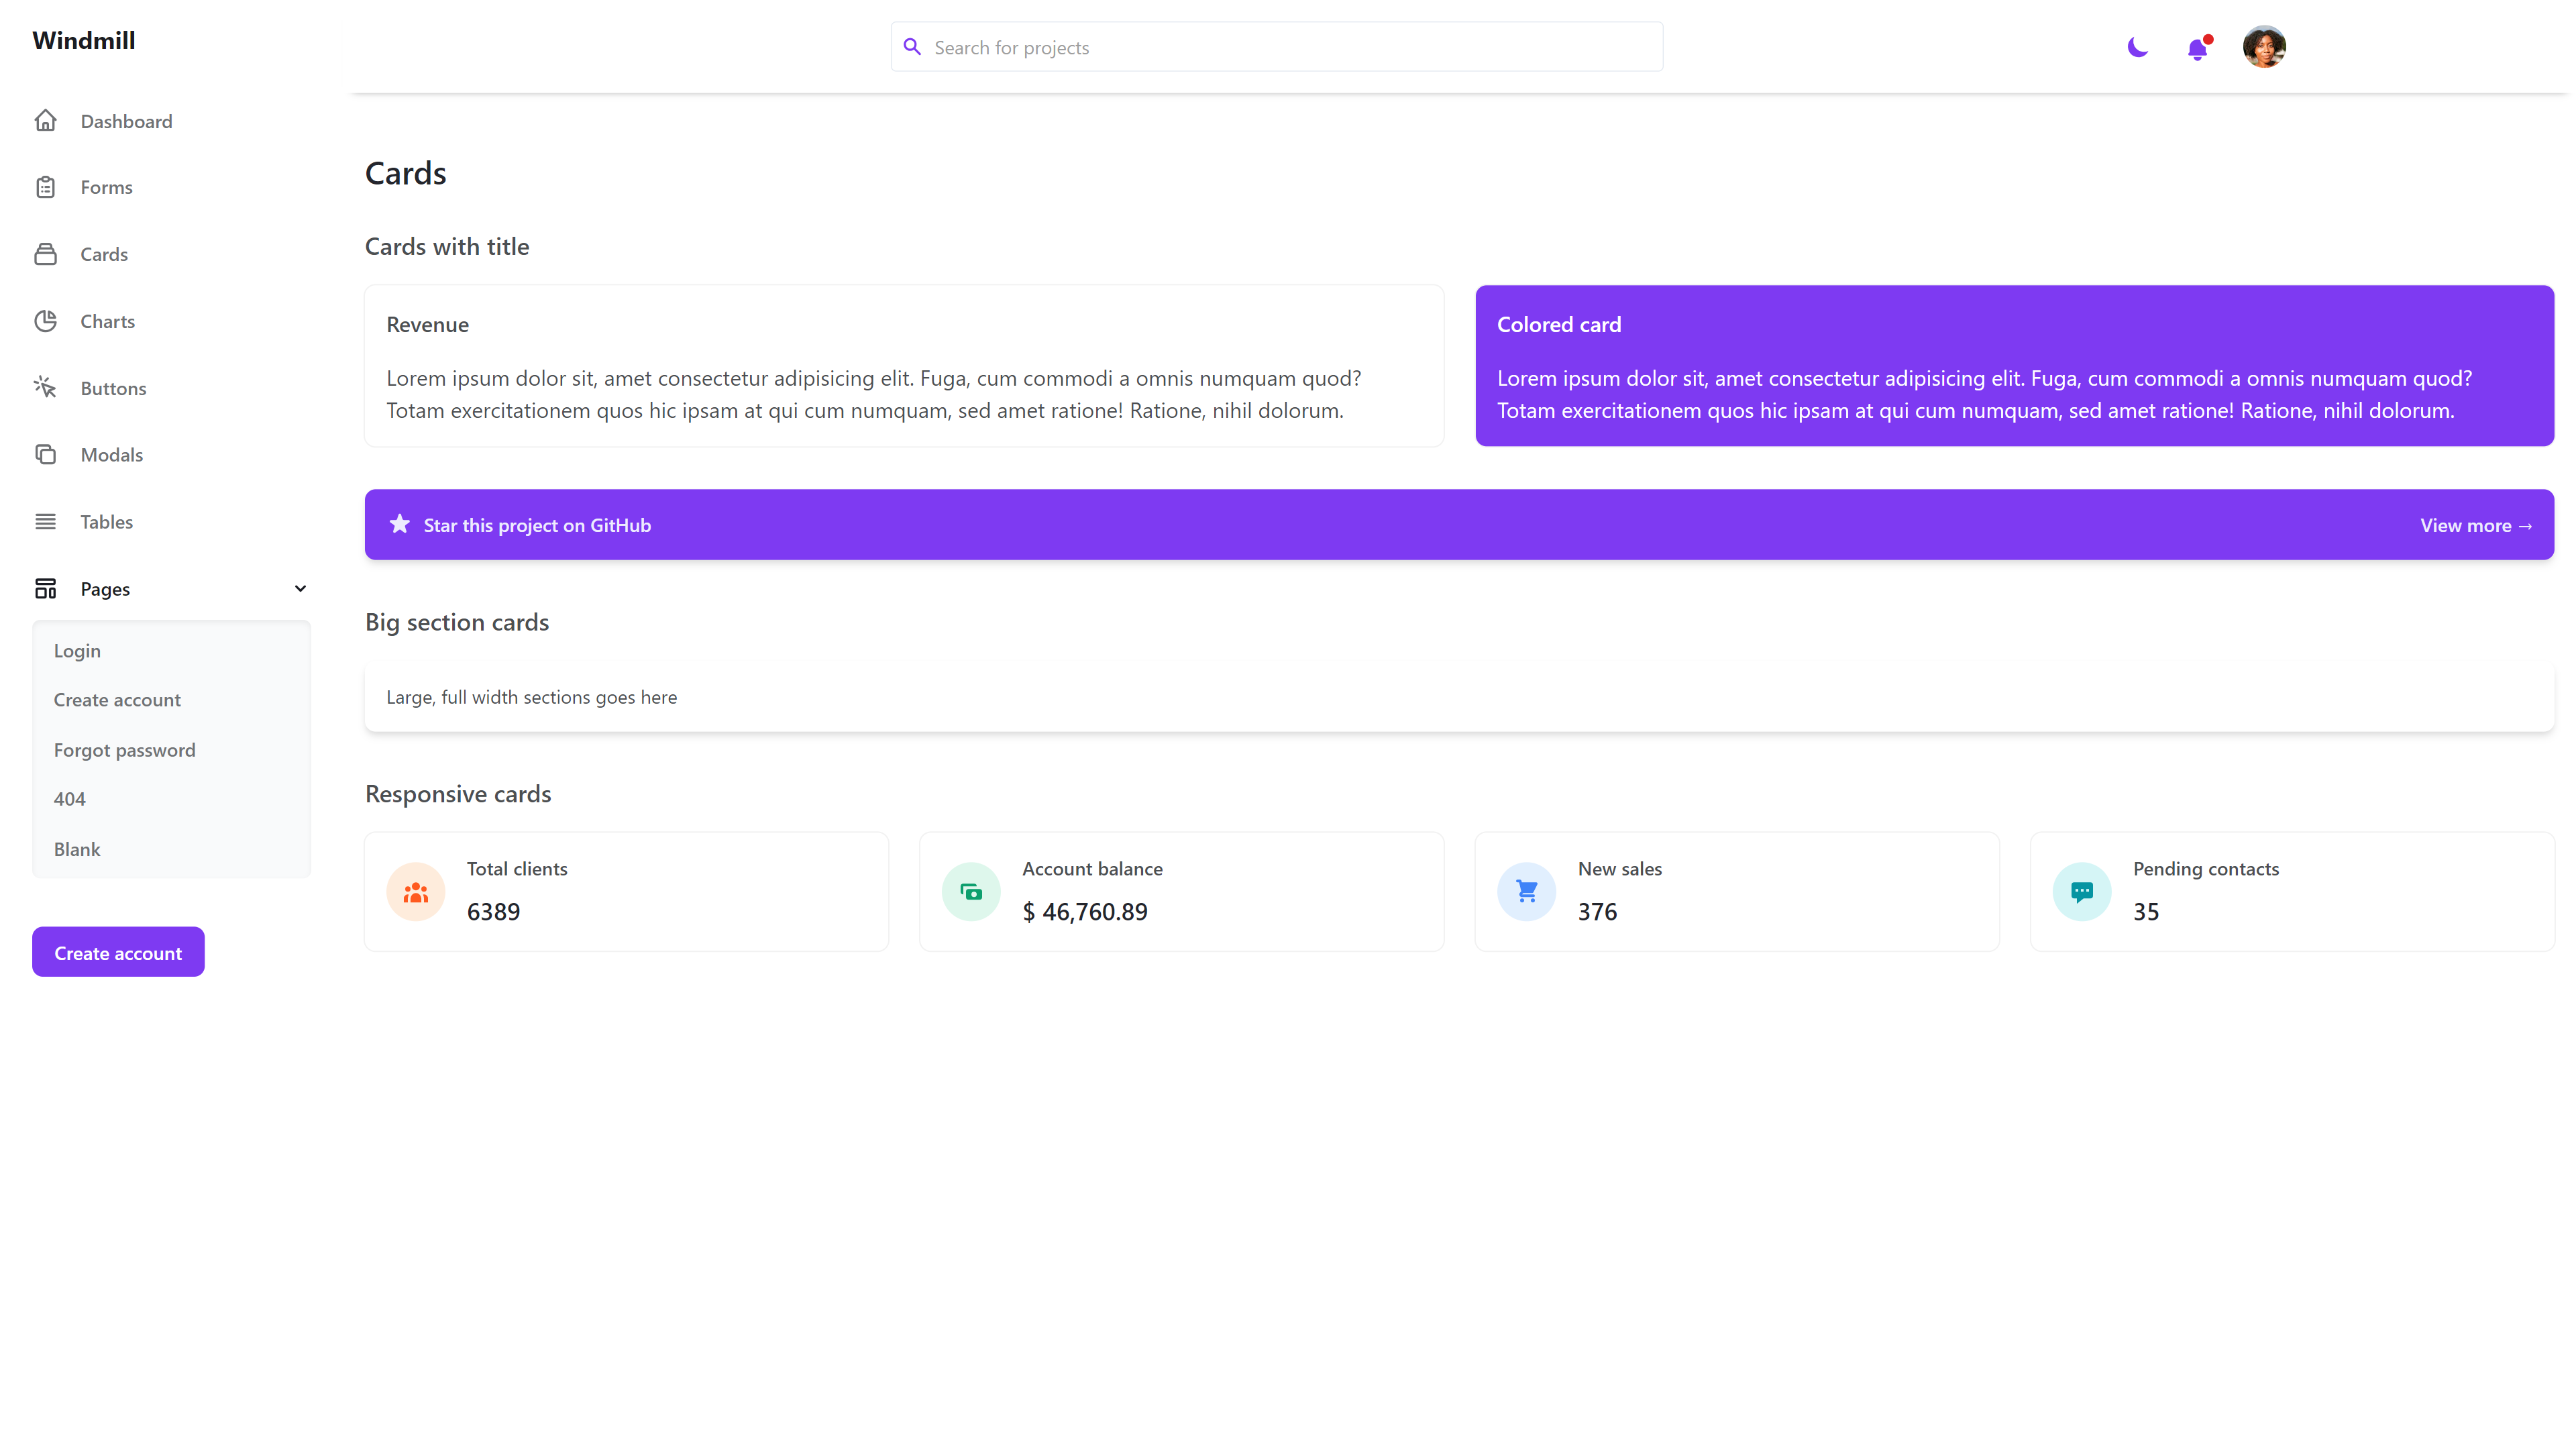 Windmill
Search for projects
Dashboard
Forms
Cards
Charts
Buttons
Modals
Tables
Pages
Login
Create account
Forgot password
404
Blank
Create account
Cards
Cards with title
Revenue
Lorem ipsum dolor sit, amet consectetur adipisicing elit. Fuga, cum commodi a omnis numquam quod?
Totam exercitationem quos hic ipsam at qui cum numquam, sed amet ratione! Ratione, nihil dolorum.
Colored card
Lorem ipsum dolor sit, amet consectetur adipisicing elit. Fuga, cum commodi a omnis numquam quod?
Totam exercitationem quos hic ipsam at qui cum numquam, sed amet ratione! Ratione, nihil dolorum.
Star this project on GitHub
View more →
Big section cards
Large, full width sections goes here
Responsive cards
Total clients
6389
Account balance
$ 46,760.89
New sales
376
Pending contacts
35